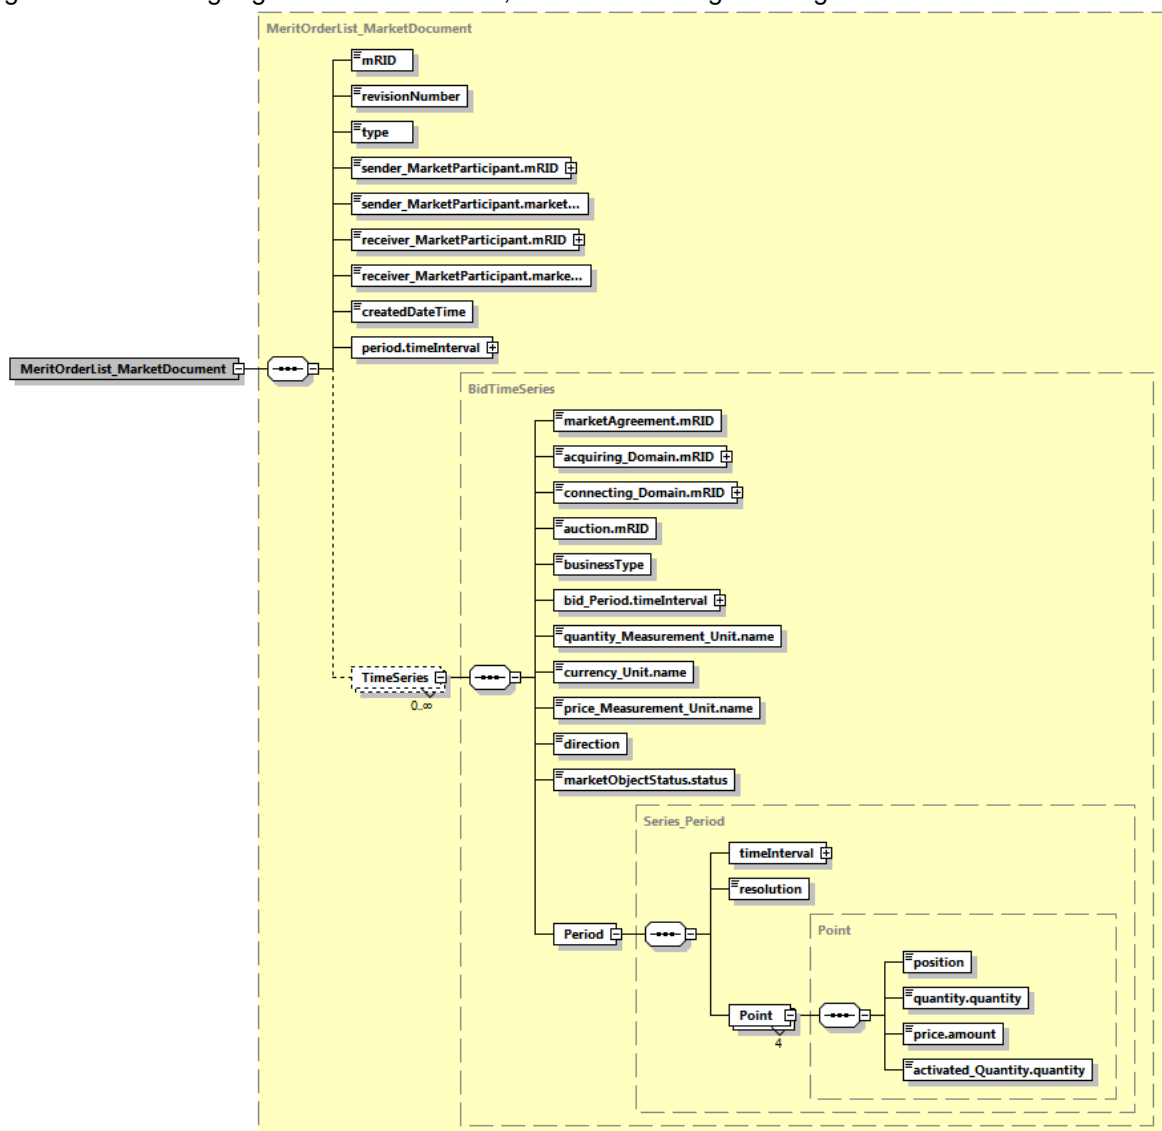 MeritOrderList_MarketDocument
mRID
revisionNumber
type
sender_MarketParticipant.mRID
sender_MarketParticipant.market...
receiver_MarketParticipant.mRID
receiver_MarketParticipant.marke...
createdDateTime
period.timeInterval
MeritOrderList_MarketDocument
BidTimeSeries
marketAgreement.mRID
acquiring_Domain.mRID
connecting_Domain.mRID
auction.mRID
businessType
bid_Period.timeInterval
quantity_Measurement_Unit.name
currency_Unit.name
TimeSeries
0..∞
price_Measurement_Unit.name
direction
marketObjectStatus.status
Series_Period
timeInterval
resolution
Period
Point
position
quantity.quantity
Point
4
price.amount
activated_Quantity.quantity